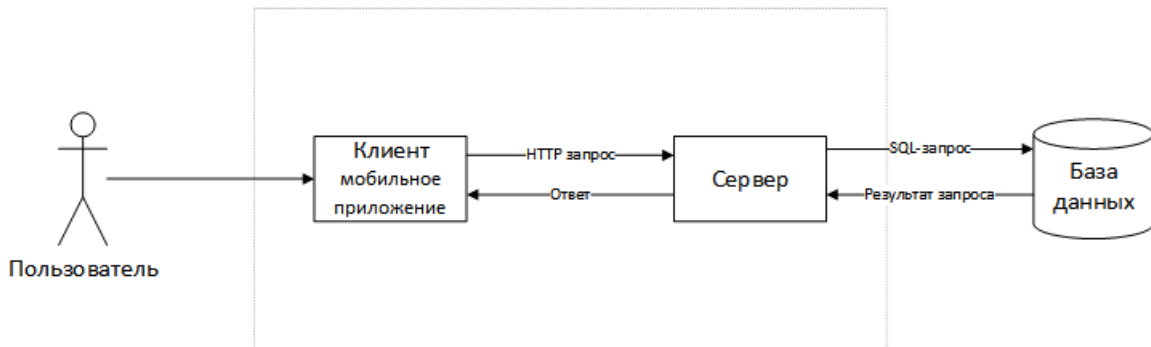 Пользователь
Клиент
мобильное
приложение
HTTP запрос
Ответ
Сервер
SQL-запрос
Результат запроса
База
данных